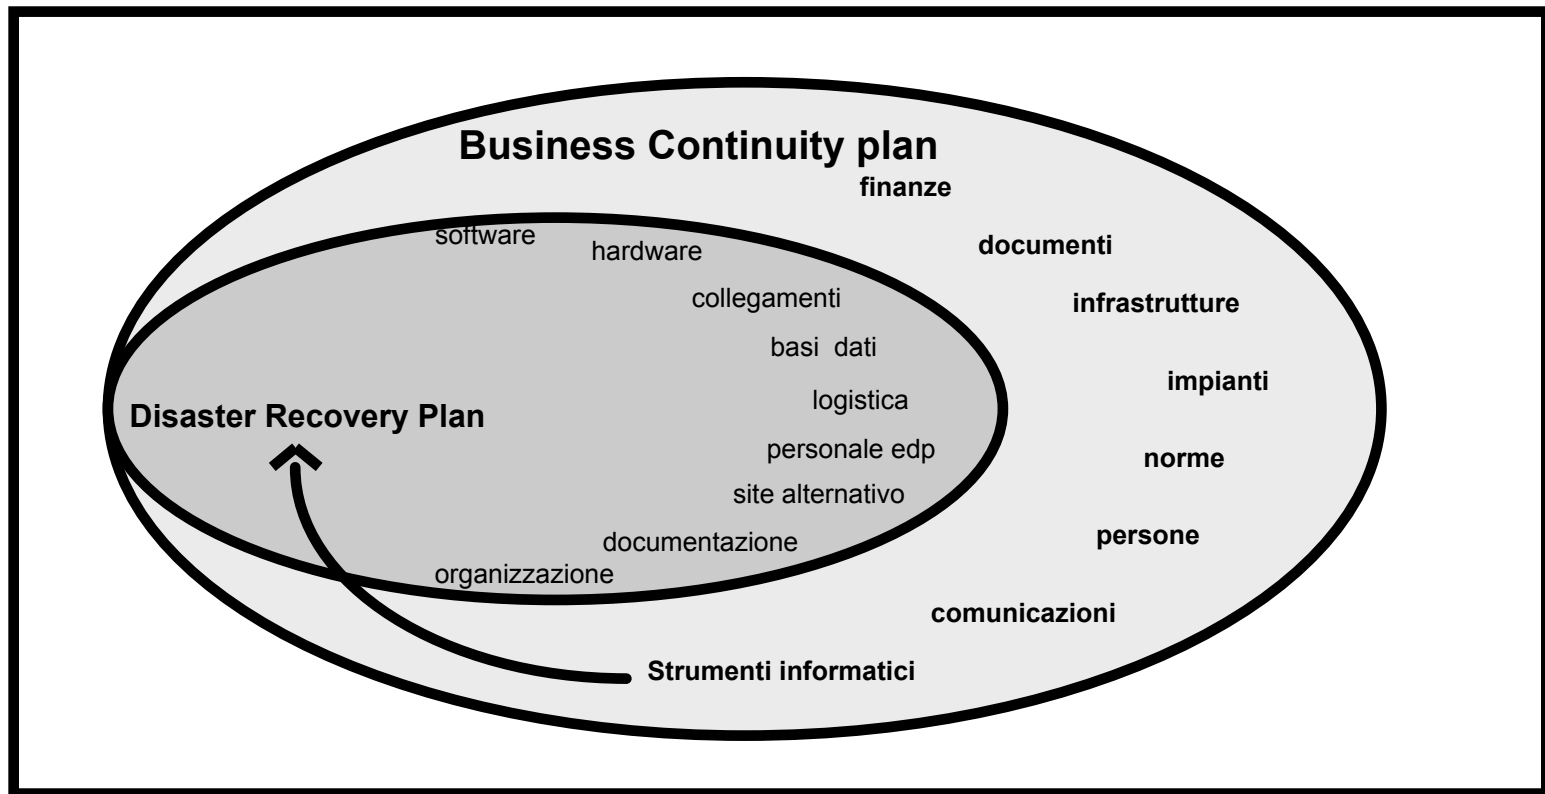 Business Continuity plan
finanze
software
hardware
documenti
collegamenti
infrastrutture
basi dati
impianti
logistica
Disaster Recovery Plan
personale edp
norme
site alternativo
documentazione
persone
organizzazione
comunicazioni
Strumenti informatici